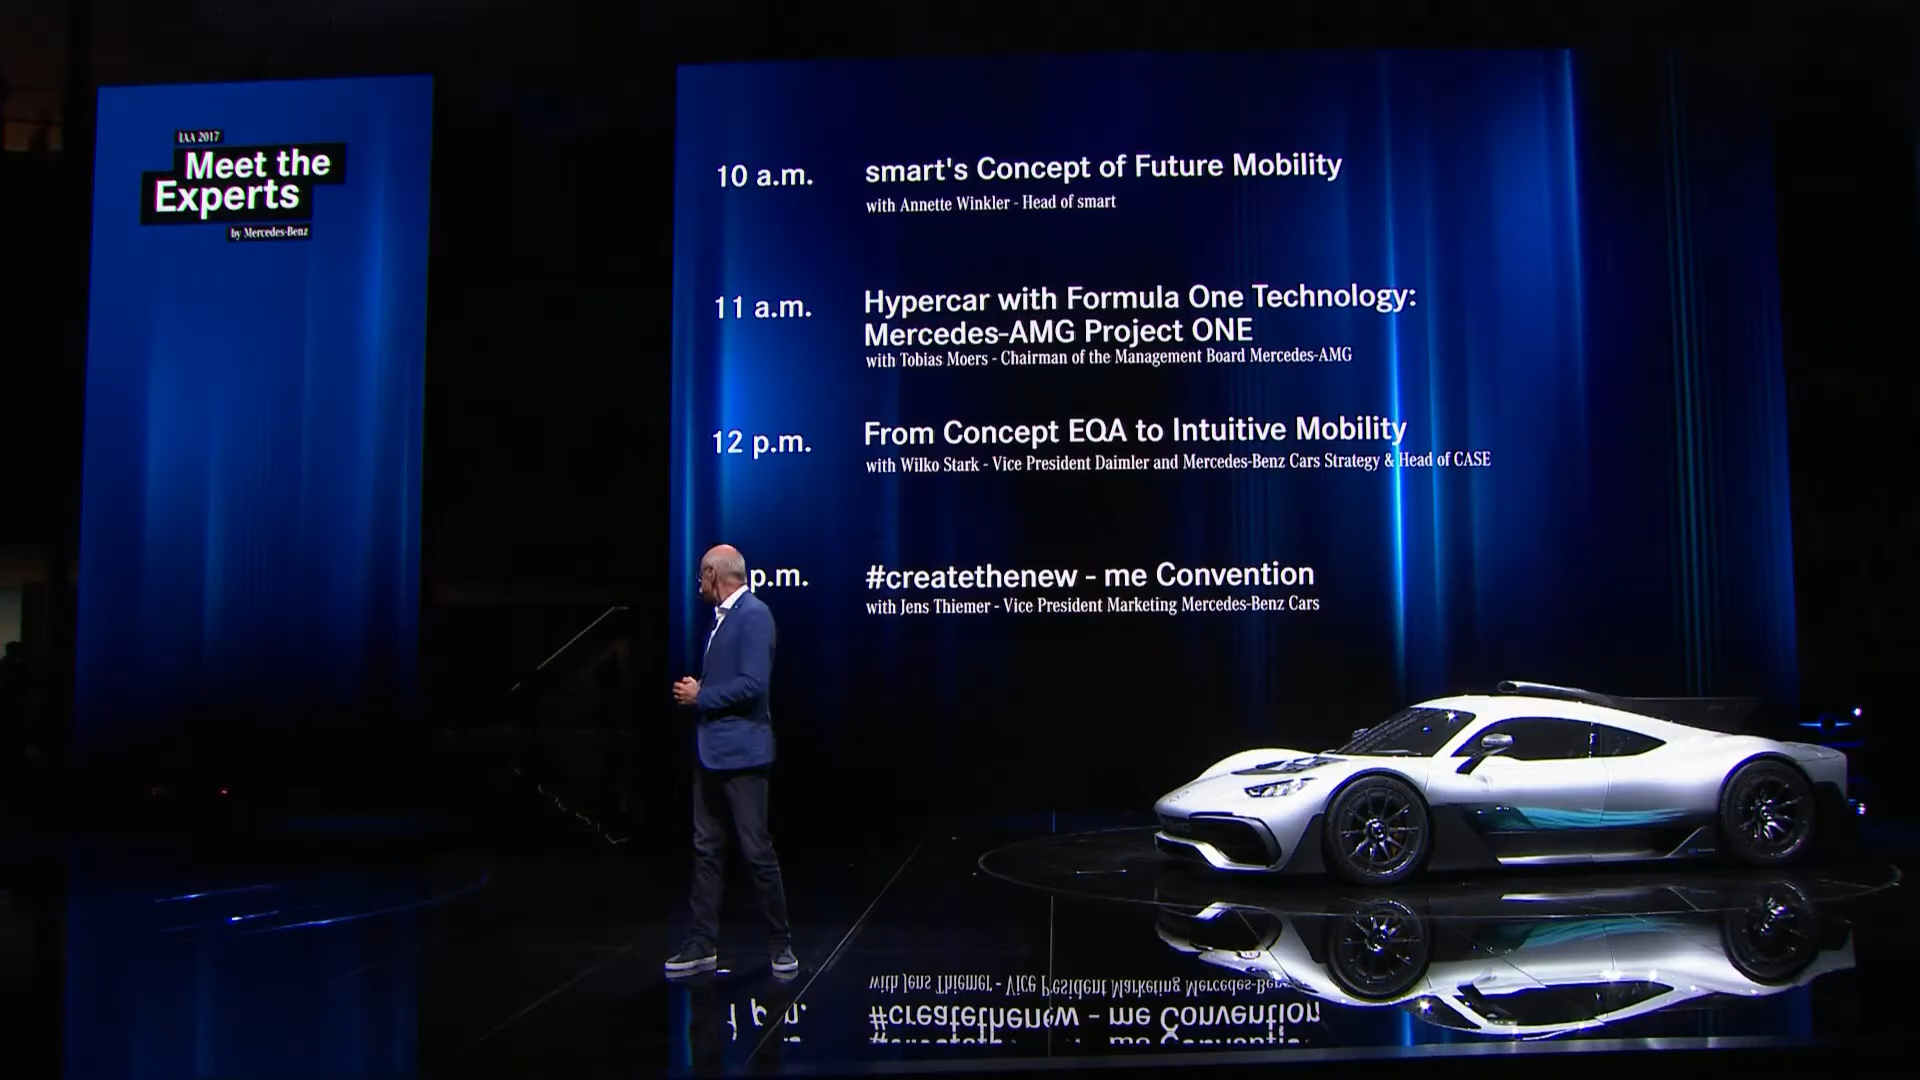 IAA 2017
Meet the
Experts
by Mercedes-Benz
10 a.m.
smart's Concept of Future Mobility
with Annette Winkler - Head of smart
11 a.m.
Hypercar with Formula One Technology:
Mercedes-AMG Project ONE
with Tobias Moers - Chairman of the Management Board Mercedes-AMG
12 p.m.
From Concept EQA to Intuitive Mobility
with Wilko Stark - Vice President Daimler and Mercedes-Benz Cars Strategy & Head of CASE
p.m.
#createthenew - me Convention
with Jens Thiemer - Vice President Marketing Mercedes-Benz Cars